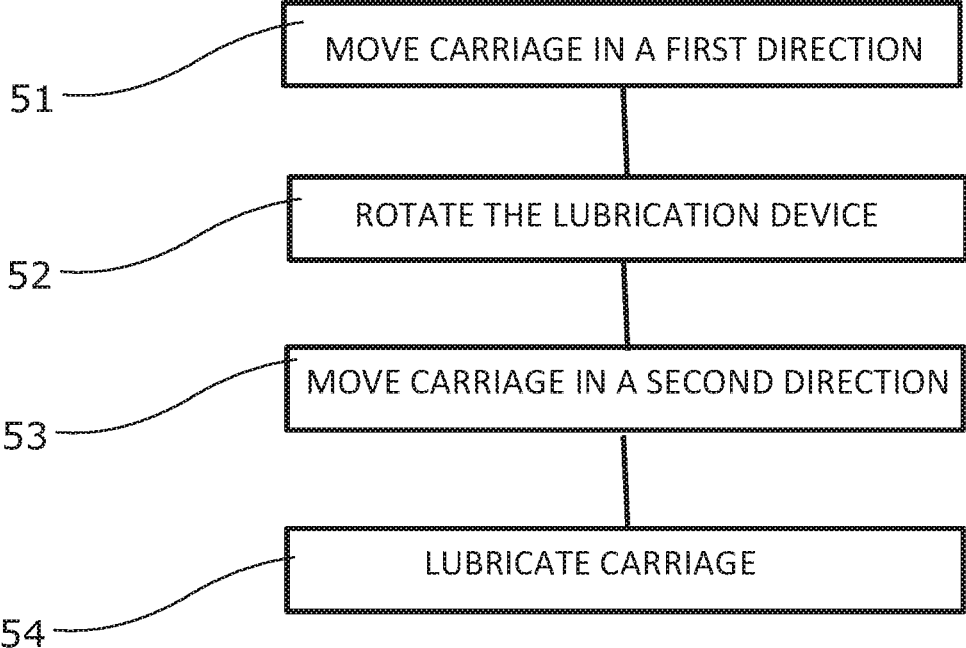 MOVE CARRIAGE IN A FIRST DIRECTION
51
ROTATE THE LUBRICATION DEVICE
52
MOVE CARRIAGE IN A SECOND DIRECTION
53
LUBRICATE CARRIAGE
54